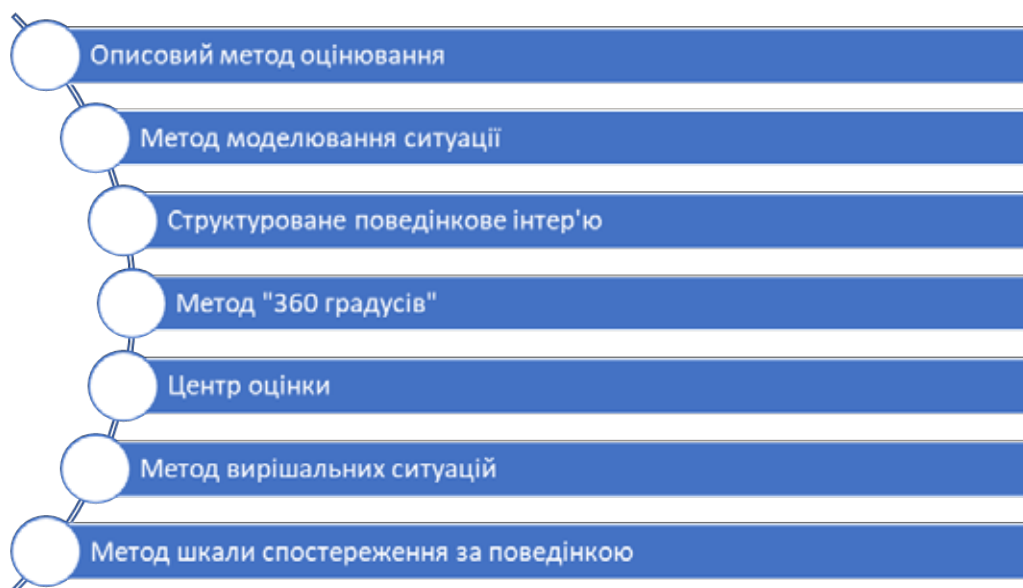 Описовий метод оцінювання
Метод моделювання ситуації
Структуроване поведінкове інтер'ю
Метод "360 градусів"
Центр оцінки
Метод вирішальних ситуацій
Метод шкали спостереження за поведінкою